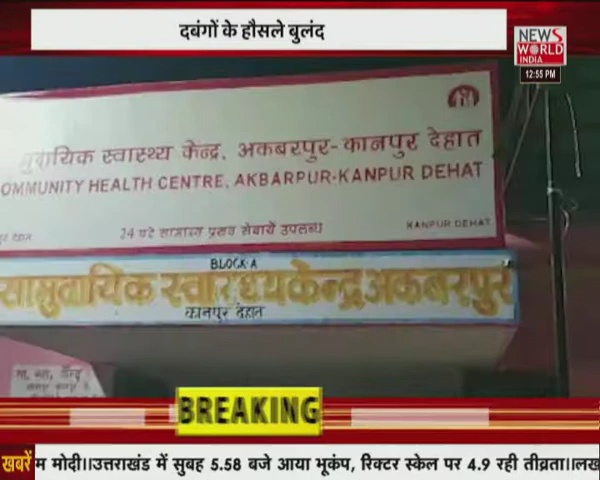 दबंगों के हौसले बुलंद
NEWS
WORLD
INDIA
12:55 PM
स्वास्थ्य केन्द्र, अकबरपुर-कानपुर देहात
OMMUNITY HEALTH CENTRE, AKBARPUR-KANPUR DEHAT
24 घंटे सामान्य प्रसव सेवायें उपलब्ध
KANPUR DEHAT
BLOCK-A
सामुदायिक स्वास्थ्य केन्द्र अकबरपुर
कानपुर देहात
BREAKING
खबरें म मोदी।।उत्तराखंड में सुबह 5.58 बजे आया भूकंप, रिक्टर स्केल पर 4.9 रही तीव्रता।।लख